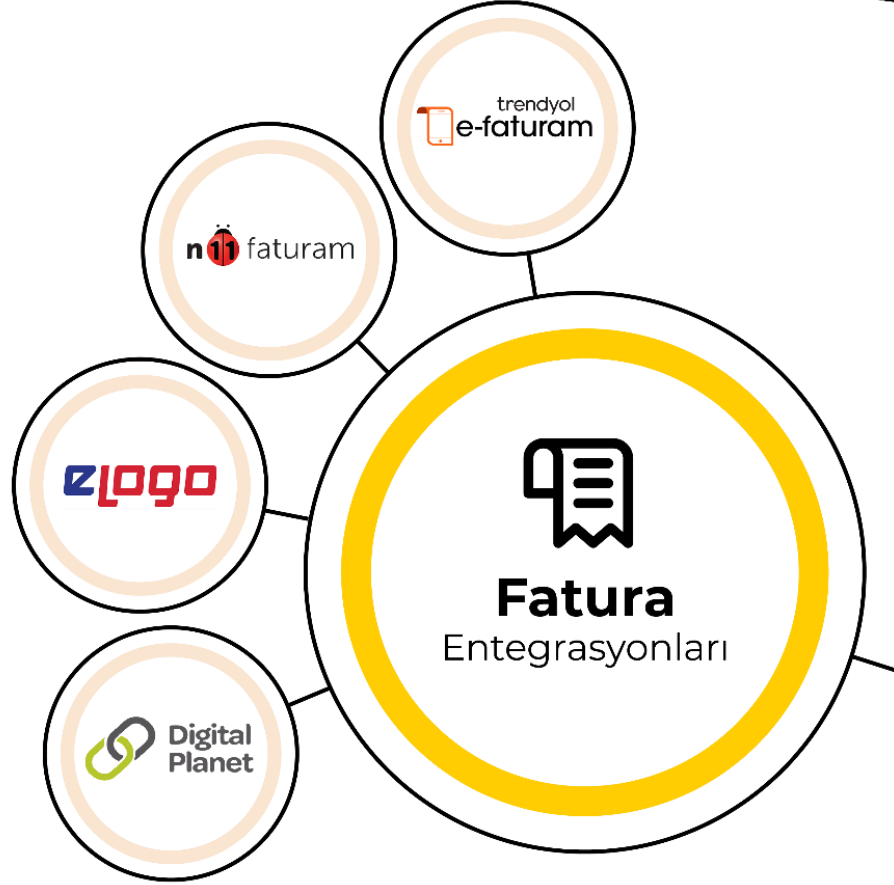 trendyol
e-faturam
n11 faturam
elogo
Fatura
Entegrasyonları
Digital
Planet